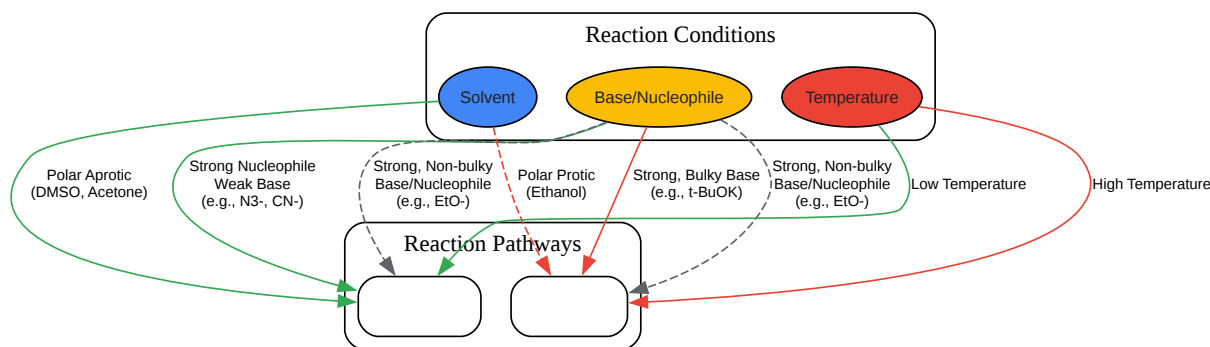 Reaction Conditions
Solvent
Base/Nucleophile
Temperature
Polar Aprotic
(DMSO, Acetone)
Strong Nucleophile
Weak Base
(e.g., N3-, CN-)
Strong, Non-bulky
Base/Nucleophile
(e.g., EtO-)
Polar Protic
(Ethanol)
Strong, Bulky Base
(e.g., t-BuOK)
Strong, Non-bulky
Base/Nucleophile
(e.g., EtO-)
Low Temperature
High Temperature
Reaction Pathways